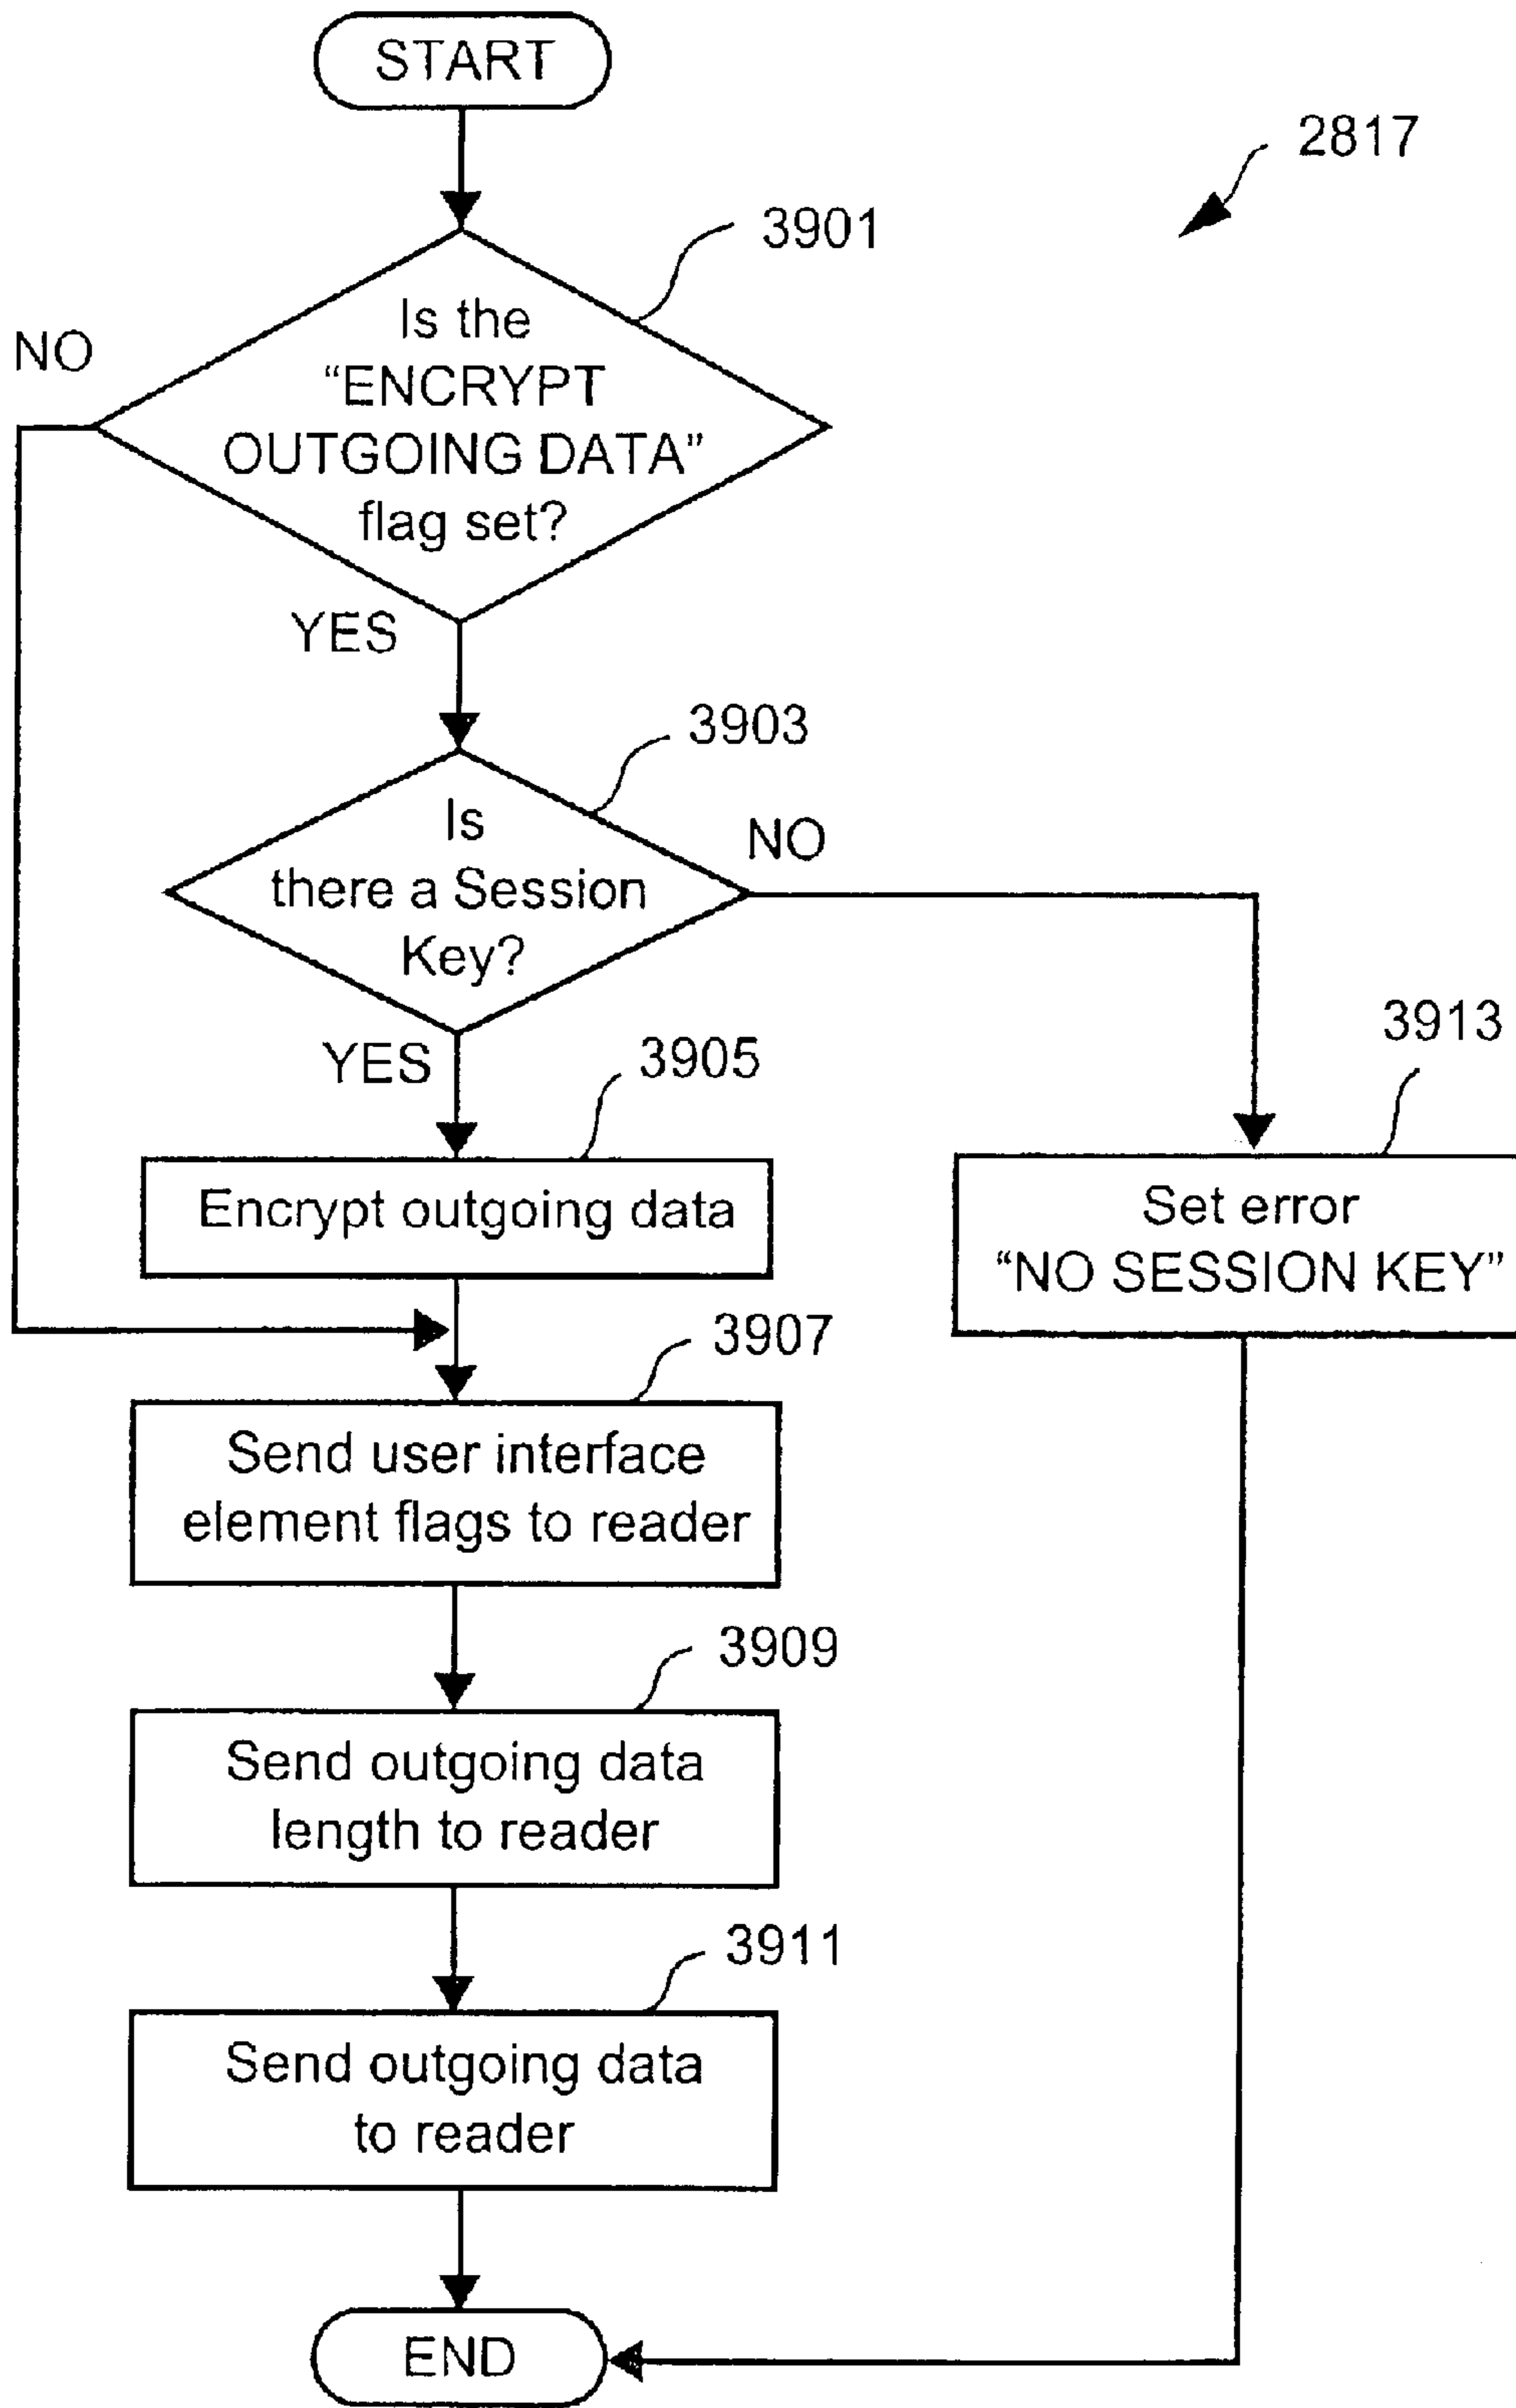 START
2817
3901
Is the
“ENCRYPT
OUTGOING DATA”
flag set?
NO
YES
3903
Is
there a Session
Key?
NO
YES
3905
3913
Encrypt outgoing data
Set error
“NO SESSION KEY”
3907
Send user interface
element flags to reader
3909
Send outgoing data
length to reader
3911
Send outgoing data
to reader
END